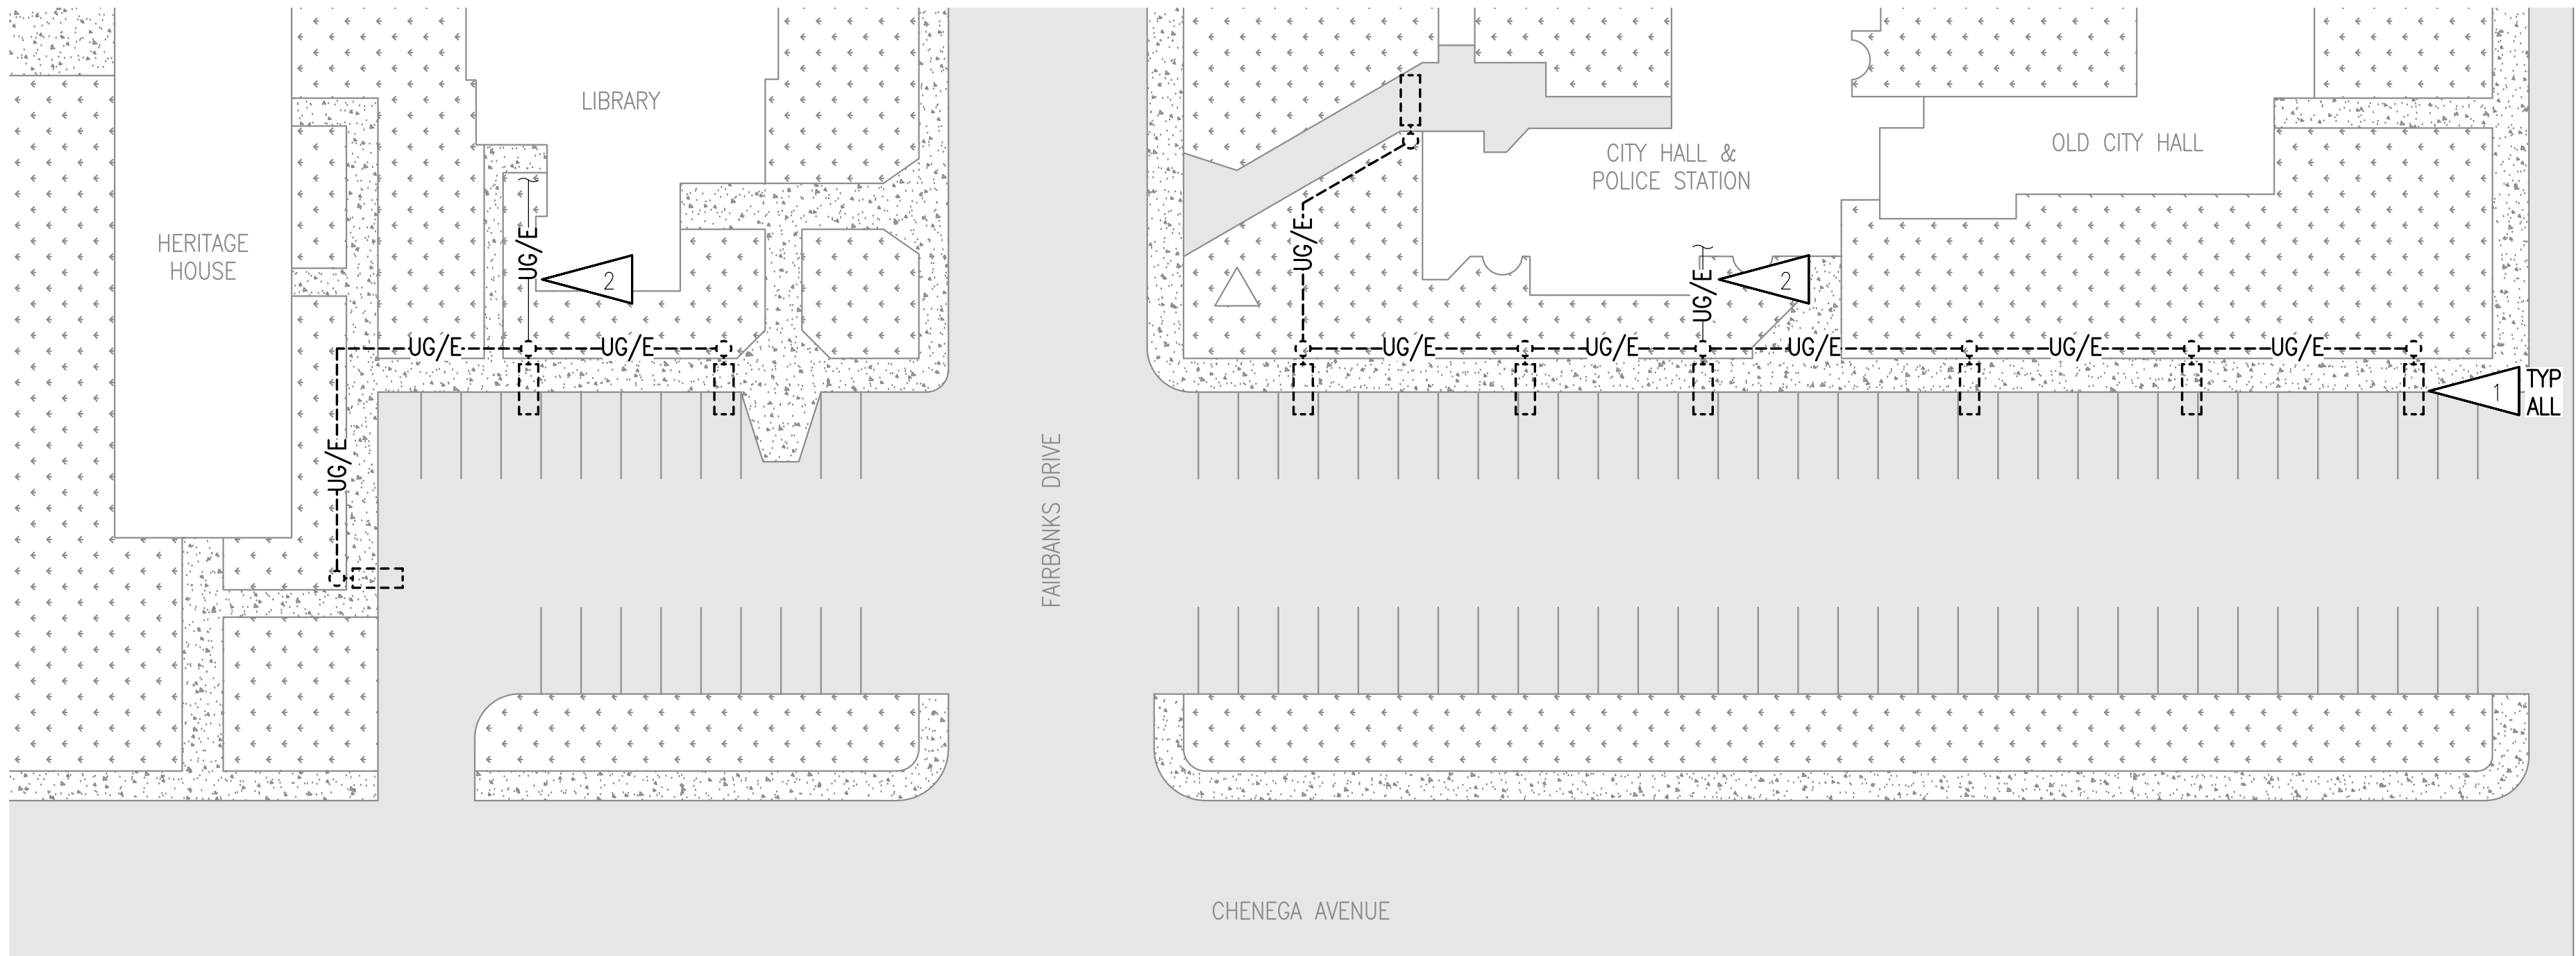 LIBRARY
CITY HALL &
POLICE STATION
OLD CITY HALL
HERITAGE
HOUSE
UG/E
UG/E
UG/E
2
2
UG/E
UG/E
UG/E
UG/E
UG/E
UG/E
UG/E
UG/E
1
TYP
ALL
FAIRBANKS DRIVE
CHENEGA AVENUE